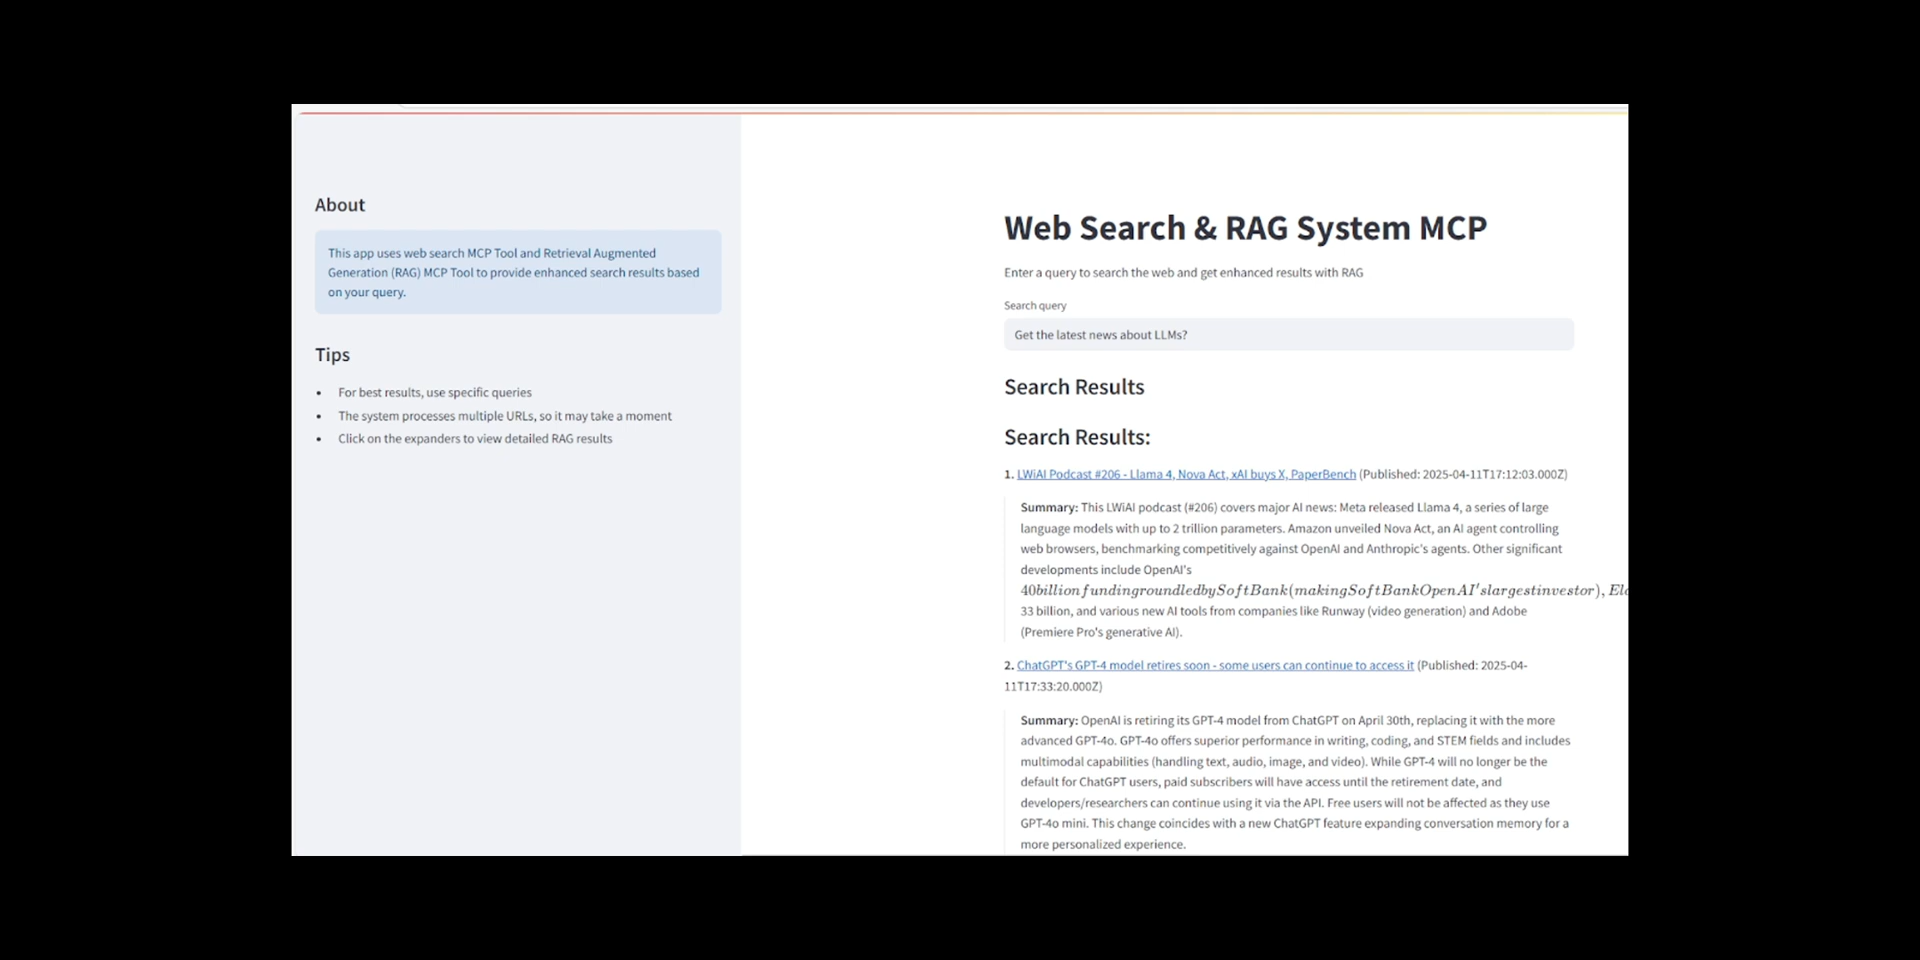 About
This app uses web search MCP Tool and Retrieval Augmented
Generation (RAG) MCP Tool to provide enhanced search results based
on your query.
Tips
• For best results, use specific queries
• The system processes multiple URLs, so it may take a moment
• Click on the expanders to view detailed RAG results
Web Search & RAG System MCP
Enter a query to search the web and get enhanced results with RAG
Search query
Get the latest news about LLMs?
Search Results
Search Results:
1. LWiAI Podcast #206 - Llama 4, Nova Act, xAI buys X, PaperBench (Published: 2025-04-11T17:12:03.000Z)
Summary: This LWiAI podcast (#206) covers major AI news: Meta released Llama 4, a series of large
language models with up to 2 trillion parameters. Amazon unveiled Nova Act, an AI agent controlling
web browsers, benchmarking competitively against OpenAI and Anthropic's agents. Other significant
developments include OpenAI's
40billionfundingroundledbySoftBank(makingSoftBankOpenAI'slargestinvestor),
33 billion, and various new AI tools from companies like Runway (video generation) and Adobe
(Premiere Pro's generative AI).
2. ChatGPT's GPT-4 model retires soon - some users can continue to access it (Published: 2025-04-
11T17:33:20.000Z)
Summary: OpenAI is retiring its GPT-4 model from ChatGPT on April 30th, replacing it with the more
advanced GPT-4o. GPT-4o offers superior performance in writing, coding, and STEM fields and includes
multimodal capabilities (handling text, audio, image, and video). While GPT-4 will no longer be the
default for ChatGPT users, paid subscribers will have access until the retirement date, and
developers/researchers can continue using it via the API. Free users will not be affected as they use
GPT-4o mini. This change coincides with a new ChatGPT feature expanding conversation memory for a
more personalized experience.